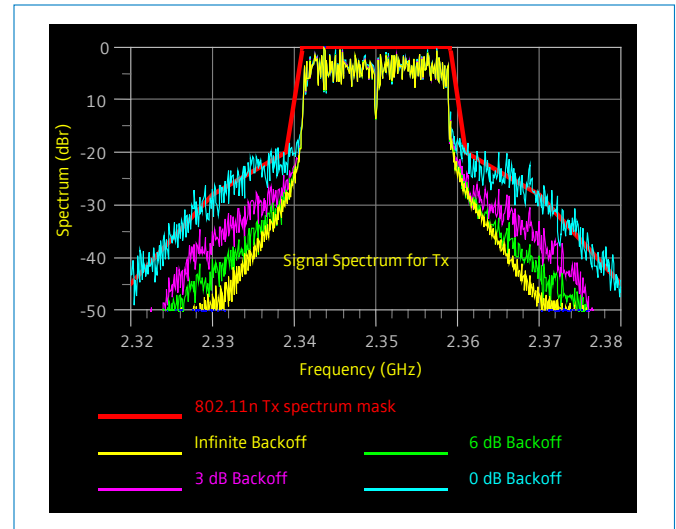 0
10
-20
-30
-40
-50
Spectrum (dBr)
Signal Spectrum for Tx
2.32 2.33 2.34 2.35 2.36 2.37 2.38
Frequency (GHz)
802.11n Tx spectrum mask
Infinite Backoff 6 dB Backoff
3 dB Backoff 0 dB Backoff